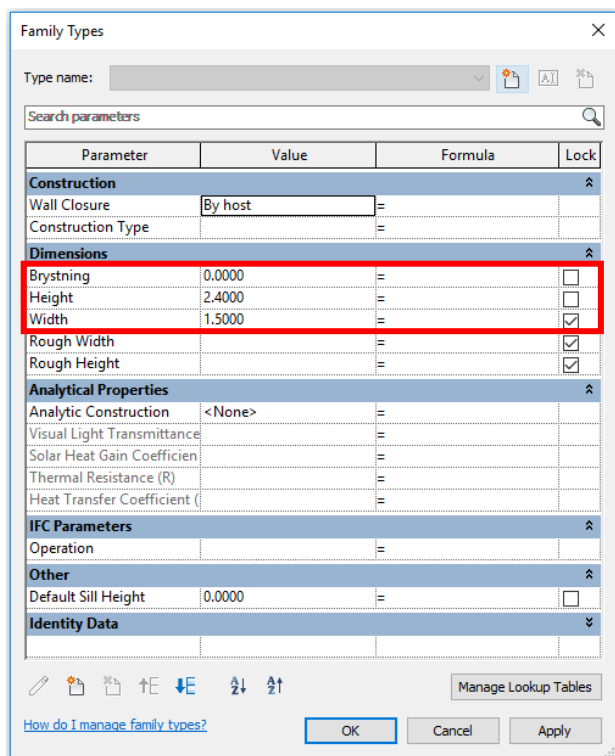 Family Types
Type name:
Search parameters
Parameter Value Formula Lock
Construction
Wall Closure By host =
Construction Type =
Dimensions
Brystning 0.0000 =
Height 2.4000 =
Width 1.5000 =
Rough Width =
Rough Height =
Analytical Properties
Analytic Construction <None> =
Visual Light Transmittance =
Solar Heat Gain Coefficien =
Thermal Resistance (R) =
Heat Transfer Coefficient ( =
IFC Parameters
Operation =
Other
Default Sill Height 0.0000 =
Identity Data
Manage Lookup Tables
How do I manage family types? OK Cancel Apply